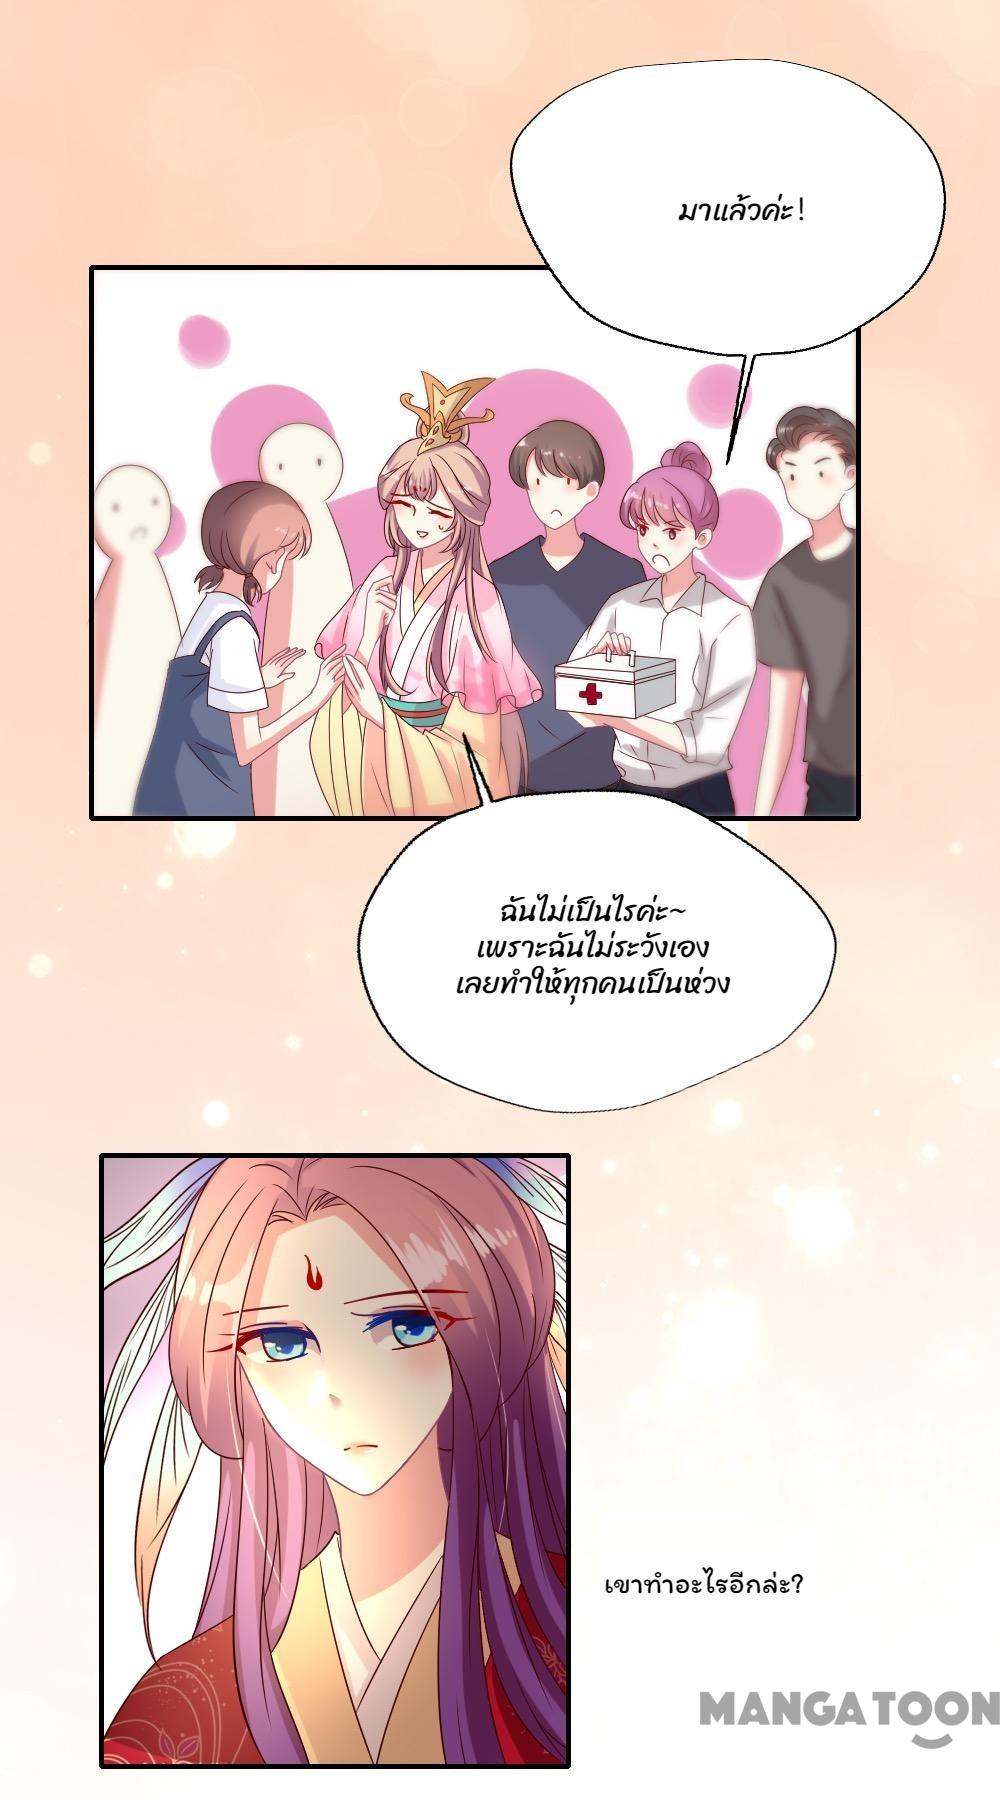 มาแล้วค่ะ!
ฉันไม่เป็นไรค่ะ~
เพราะฉันไม่ระวังเอง
เลยทำให้ทุกคนเป็นห่วง
เขาทำอะไรอีกล่ะ?
MANGATOON